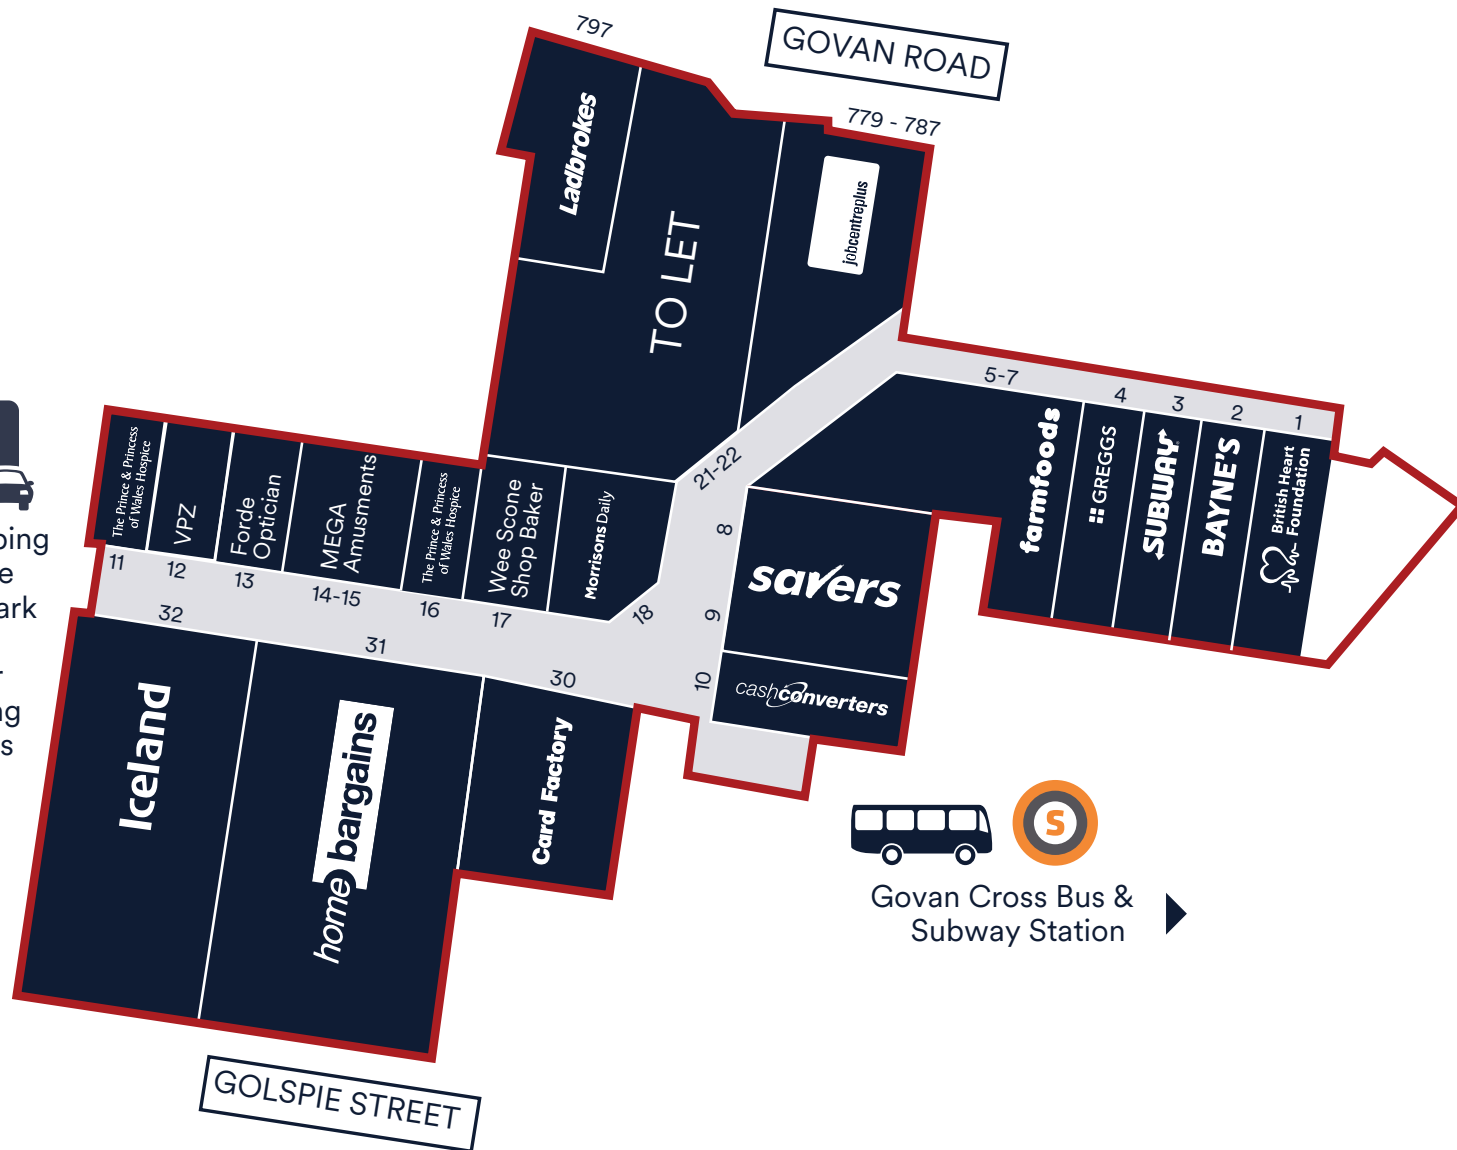 797
GOVAN ROAD
779 - 787
Ladbrokes
TO LET
jobcentreplus
5-7
4
3
2
1
farmfoods
GREGGS
SUBWAY
BAYNE'S
British Heart
Foundation
The Prince & Princess
of Wales Hospice
VPZ
Forde
Optician
MEGA
Amusments
The Prince & Princess
of Wales Hospice
Wee Scone
Shop Baker
Morrisons Daily
21-22
8
savers
9
10
cashconverters
11
12
13
14-15
16
17
18
32
31
30
Iceland
home bargains
Card Factory
S
Govan Cross Bus &
Subway Station
GOLSPIE STREET